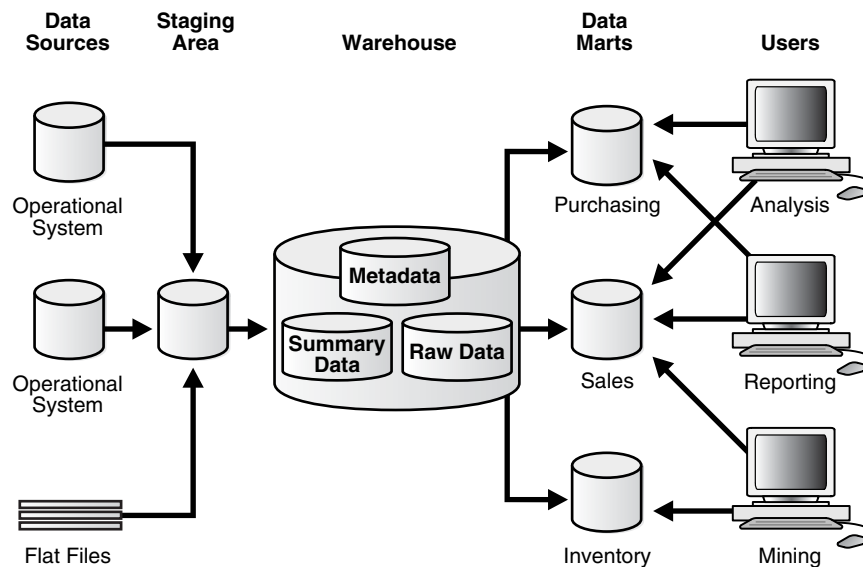 Data
Sources
Staging
Area
Warehouse
Data
Marts
Users
Operational
System
Purchasing
Analysis
Metadata
Summary
Data
Raw Data
Operational
System
Sales
Reporting
Flat Files
Inventory
Mining